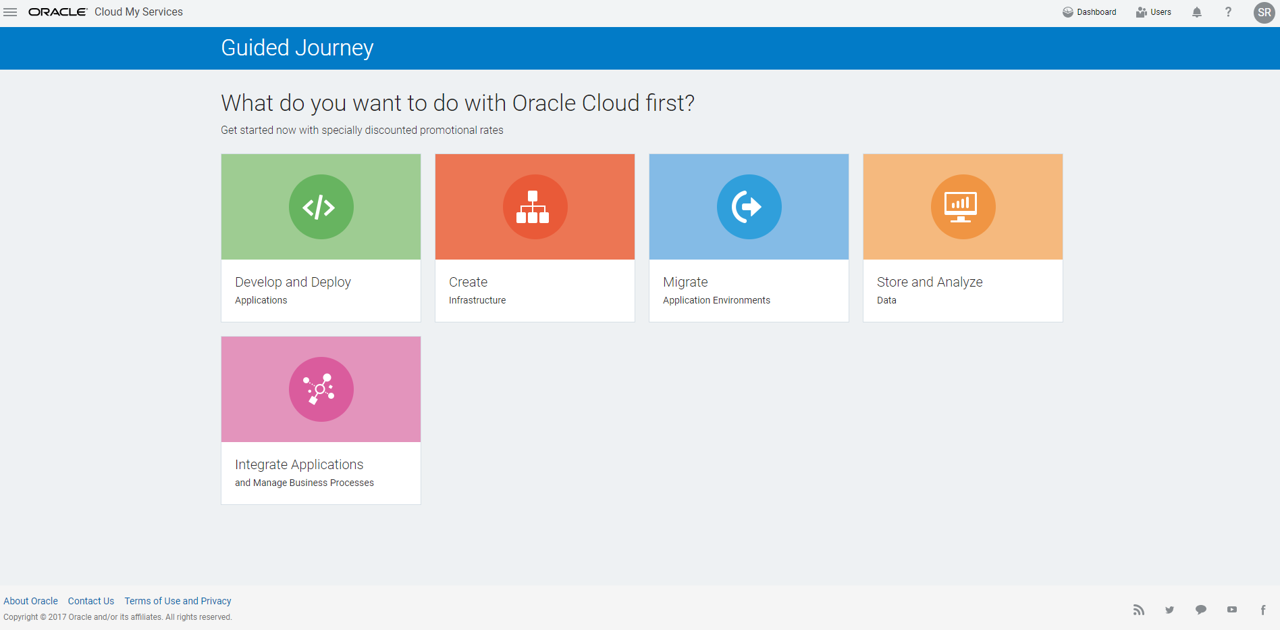 ORACLE Cloud My Services
Dashboard
Users
?
SR
Guided Journey
What do you want to do with Oracle Cloud first?
Get started now with specially discounted promotional rates
Develop and Deploy
Applications
Create
Infrastructure
Migrate
Application Environments
Store and Analyze
Data
Integrate Applications
and Manage Business Processes
About Oracle Contact Us Terms of Use and Privacy
Copyright © 2017 Oracle and/or its affiliates. All rights reserved.